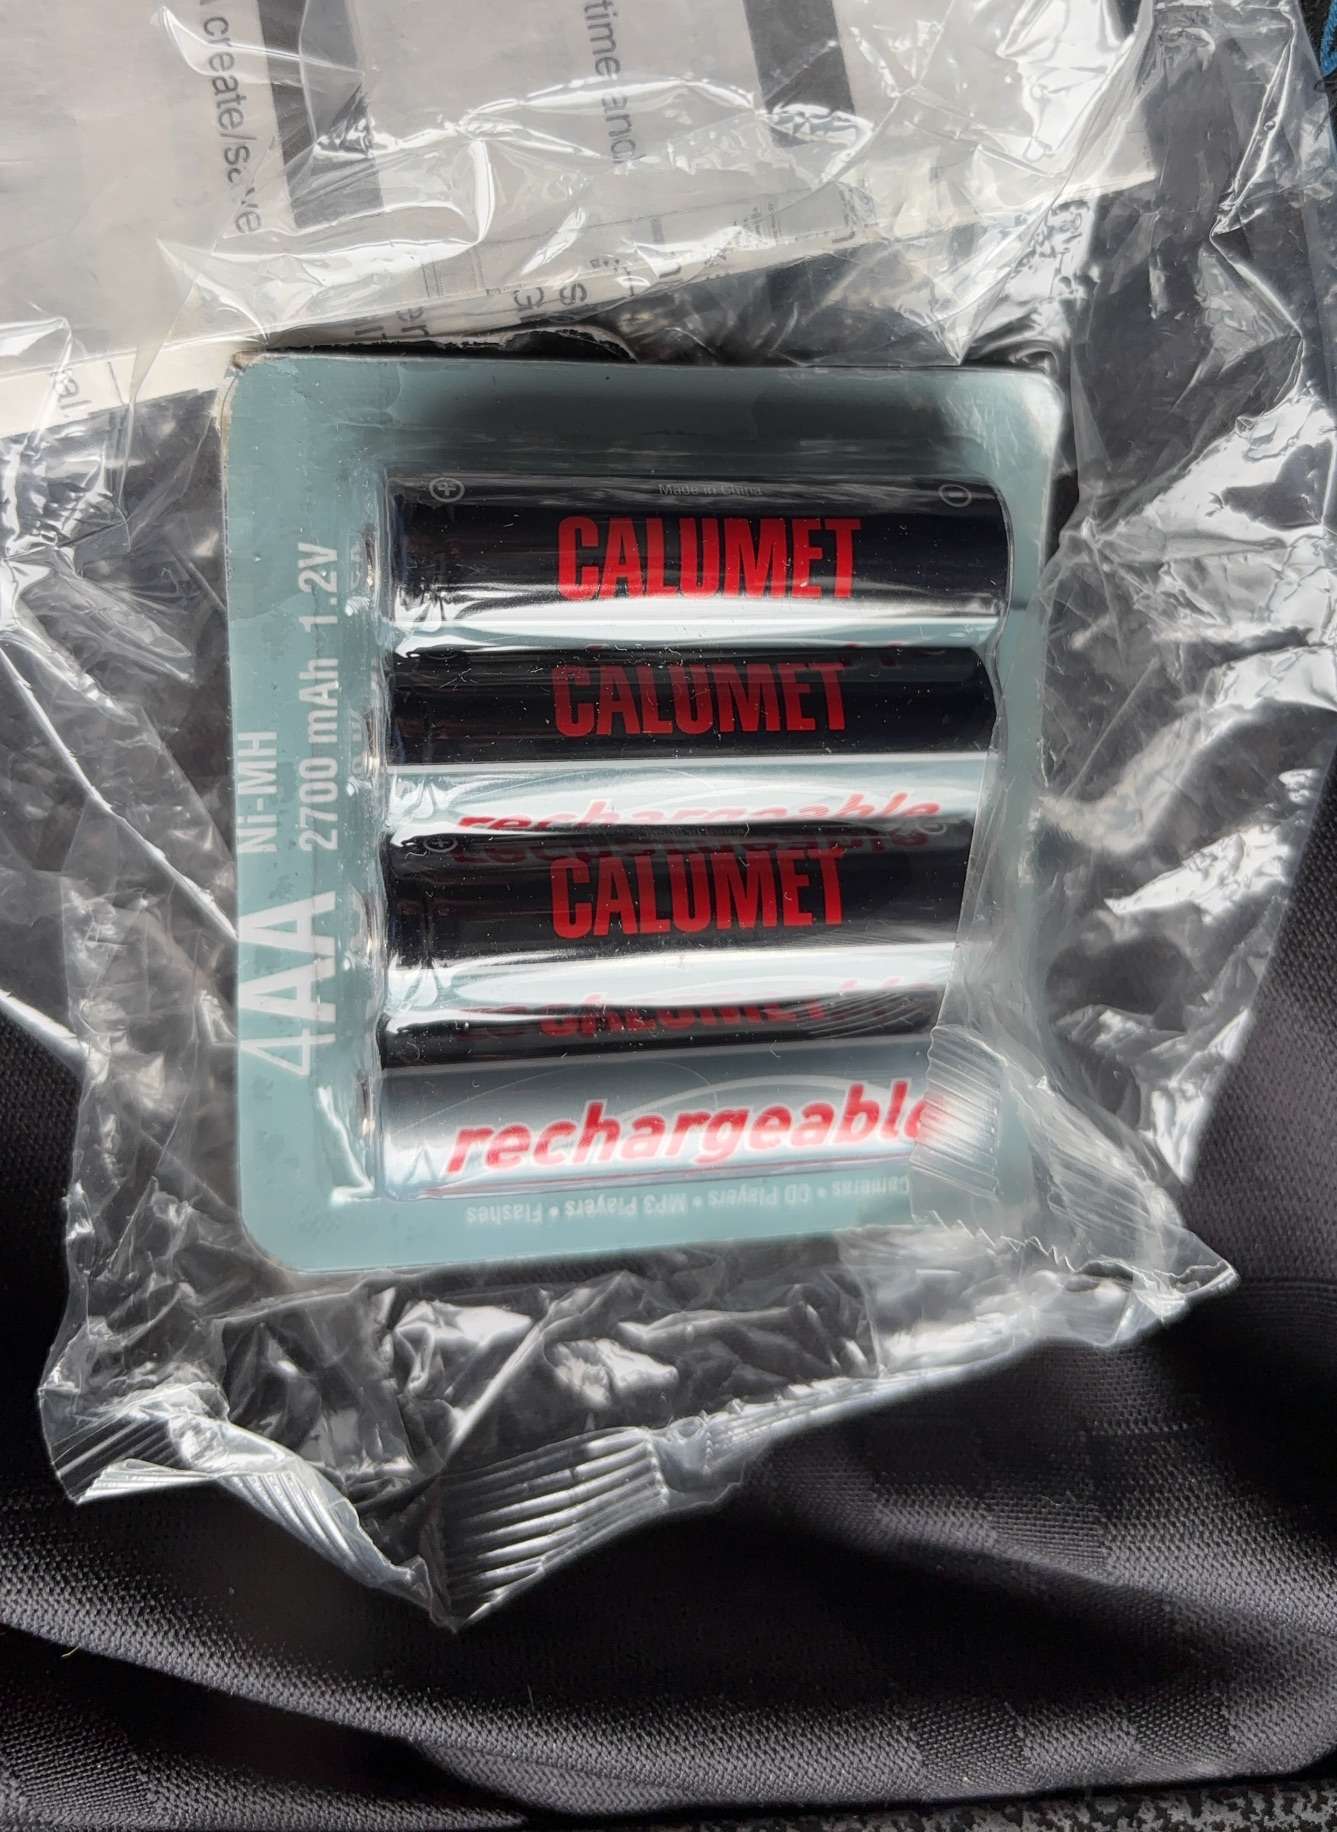 create/save
time and
Made in China
CALUMET
CALUMET
rechargeable
CALUMET
rechargeable
4AA Ni-MH
2700 mAh 1.2V
Cameras • CD Players • MP3 Players • Flashes